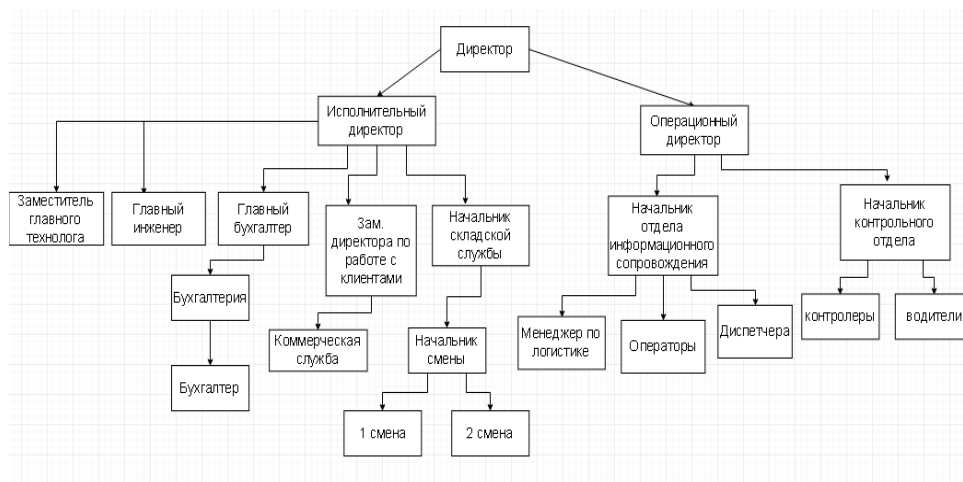 Директор
Исполнительный
директор
Операционный
директор
Заместитель
главного
технолога
Главный
инженер
Главный
бухгалтер
Зам.
директора по
работе с
клиентами
Начальник
складской
службы
Начальник
отдела
информационного
сопровождения
Начальник
контрольного
отдела
Бухгалтерия
Коммерческая
служба
Начальник
смены
Менеджер по
логистике
Операторы
Диспетчера
контролеры
водители
Бухгалтер
1 смена
2 смена